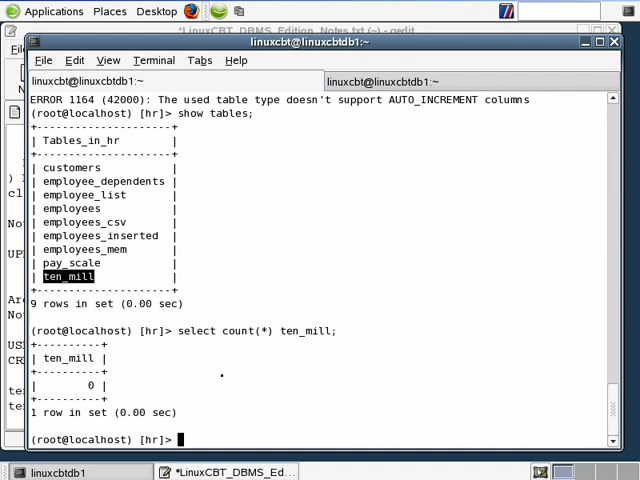 Applications Places Desktop
*LinuxCBT_DBMS_Edition_Notes.txt (~) - gedit
linuxcbt@linuxcbtdb1:~
File Edit View Terminal Tabs Help
linuxcbt@linuxcbtdb1:~ linuxcbt@linuxcbtdb1:~
ERROR 1164 (42000): The used table type doesn't support AUTO_INCREMENT columns
(root@localhost) [hr]> show tables;
+---------------------+
| Tables_in_hr |
+---------------------+
| customers |
| employee_dependents |
| employee_list |
| employees |
| employees_csv |
| employees_inserted |
| employees_mem |
| pay_scale |
| ten_mill |
+---------------------+
9 rows in set (0.00 sec)
(root@localhost) [hr]> select count(*) ten_mill;
+----------+
| ten_mill |
+----------+
| 0 |
+----------+
1 row in set (0.00 sec)
(root@localhost) [hr]>
linuxcbtdb1 *LinuxCBT_DBMS_Ed...